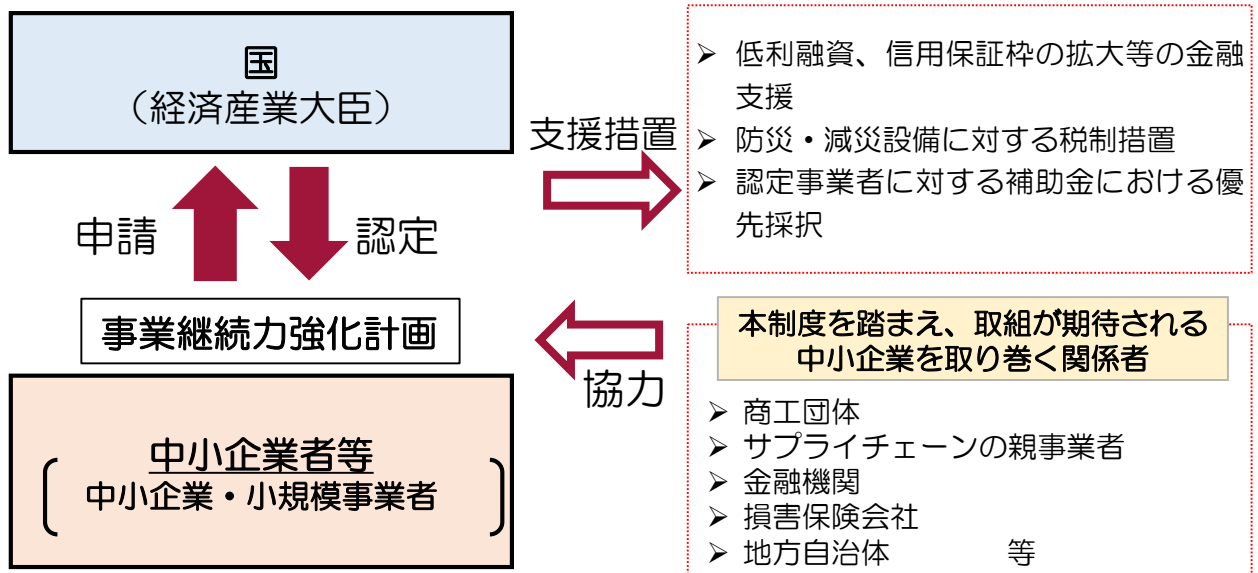 国
（経済産業大臣）
申請
認定
事業継続力強化計画
中小企業者等
中小企業・小規模事業者
支援措置
➢ 低利融資、信用保証枠の拡大等の金融
支援
➢ 防災・減災設備に対する税制措置
➢ 認定事業者に対する補助金における優
先採択
協力
本制度を踏まえ、取組が期待される
中小企業を取り巻く関係者
➢ 商工団体
➢ サプライチェーンの親事業者
➢ 金融機関
➢ 損害保険会社
➢ 地方自治体　　　等